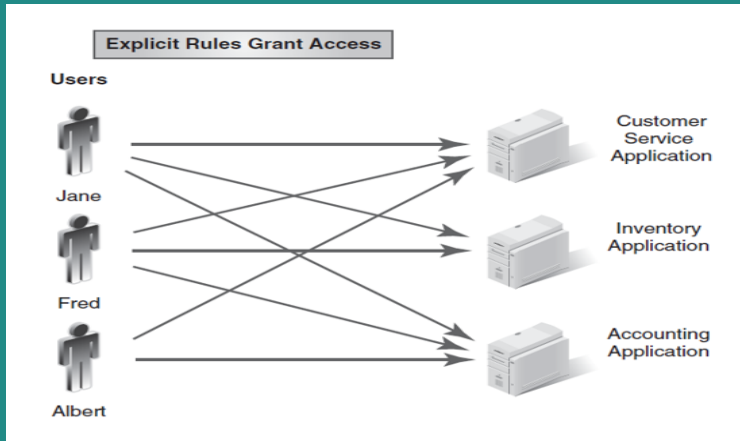 Explicit Rules Grant Access
Users
Jane
Fred
Albert
Customer
Service
Application
Inventory
Application
Accounting
Application